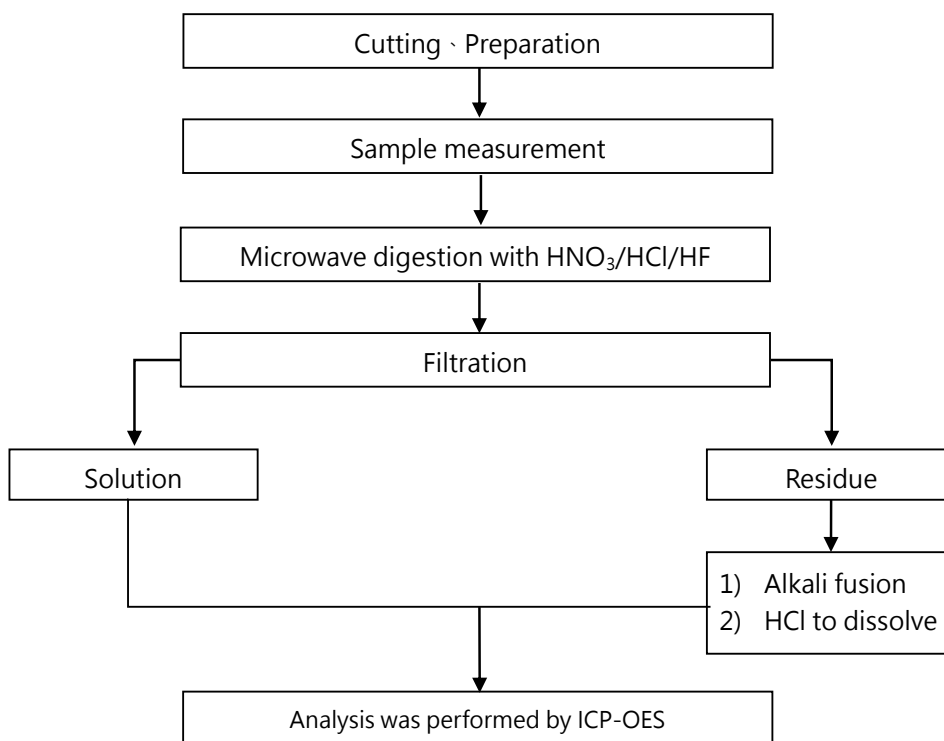 Cutting、Preparation
Sample measurement
Microwave digestion with HNO₃/HCl/HF
Filtration
Solution
Residue
1) Alkali fusion
2) HCl to dissolve
Analysis was performed by ICP-OES